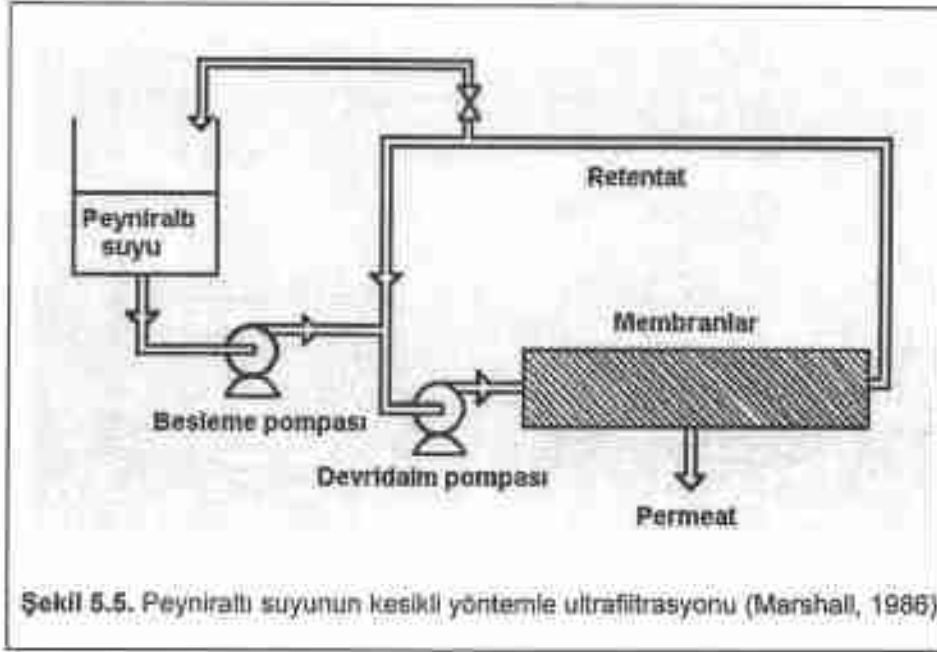 Retentat
Peyniraltı
suyu
Membranlar
Besleme pompası
Devridaim pompası
Permeat
Şekil 5.5. Peyniraltı suyunun kesikli yöntemle ultrafiltrasyonu (Marshall, 1986)